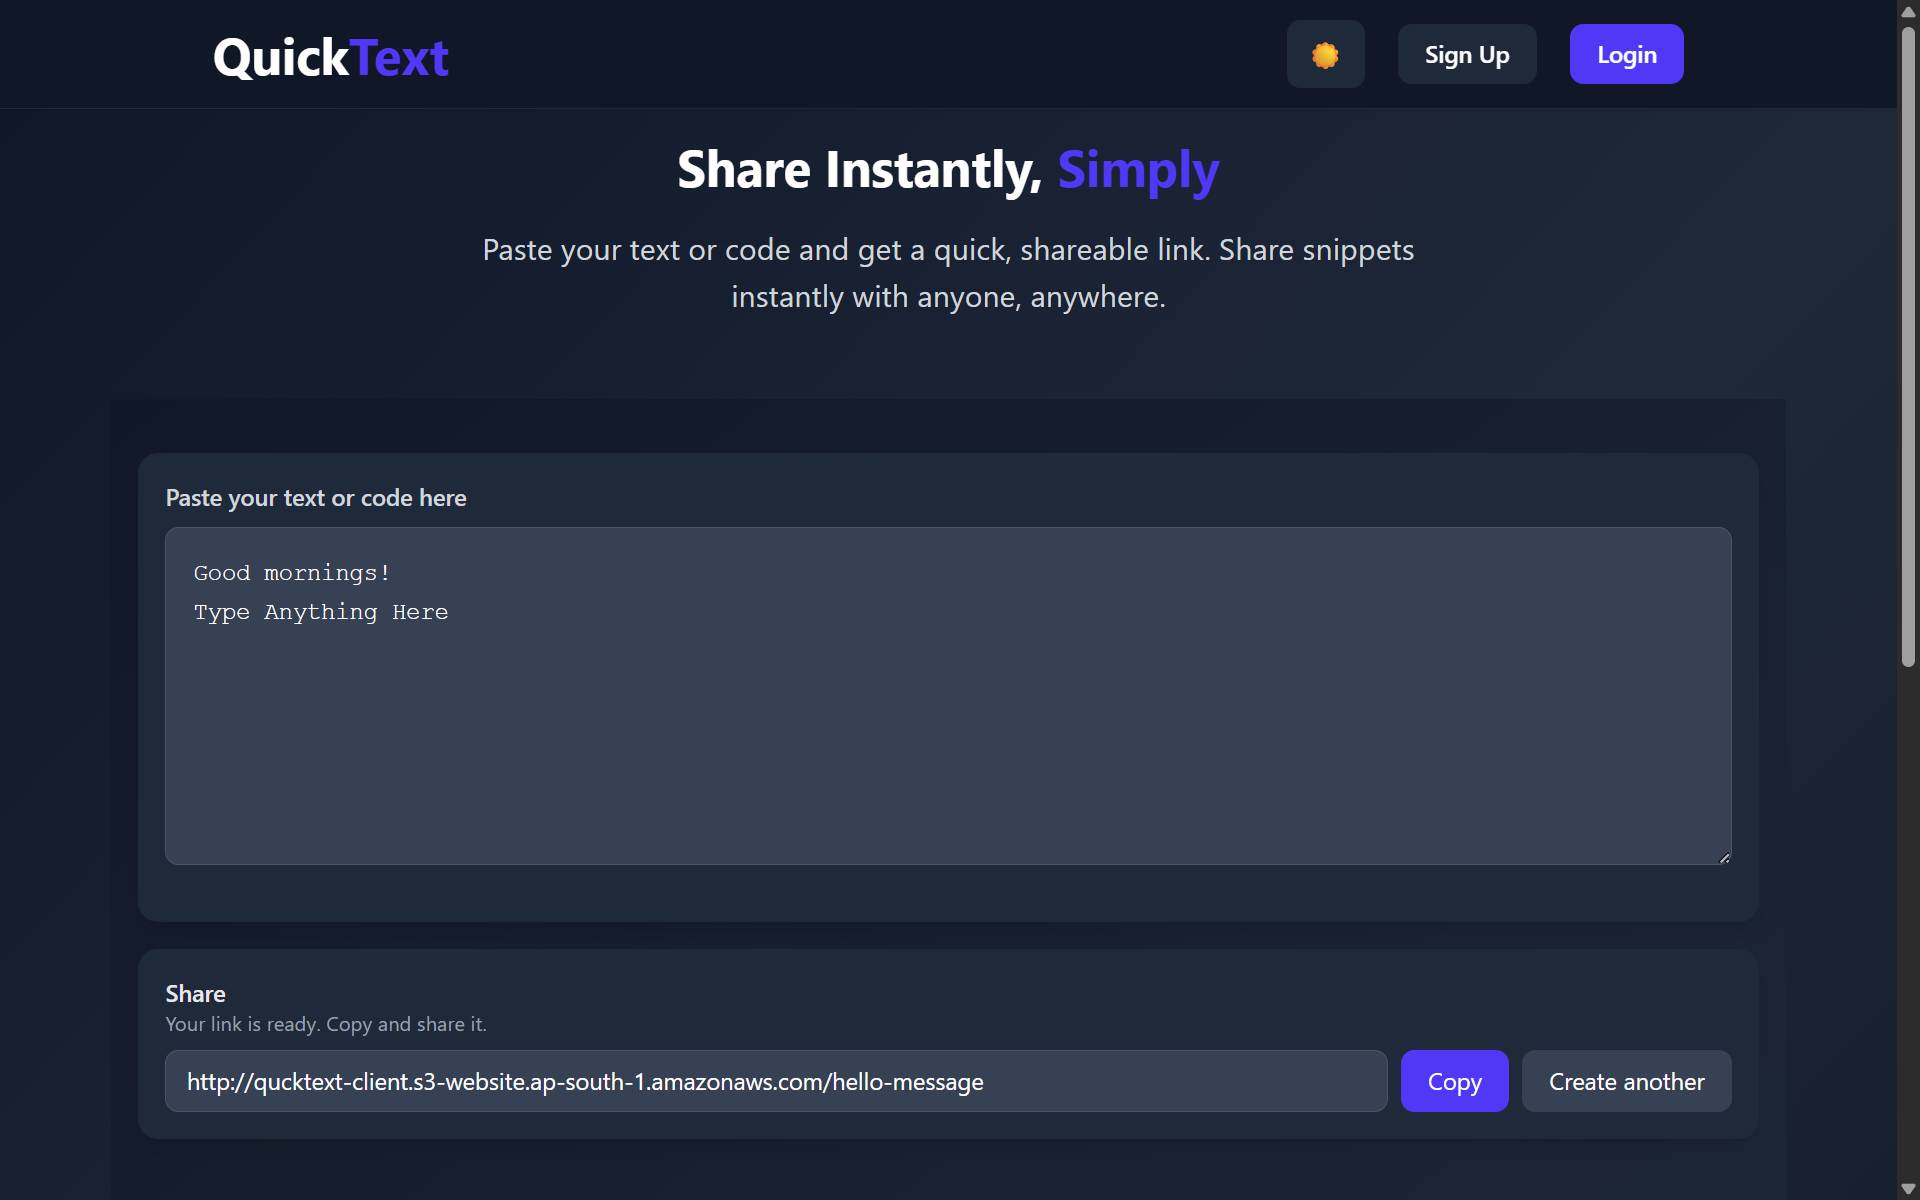 QuickText
Sign Up
Login
Share Instantly, Simply
Paste your text or code and get a quick, shareable link. Share snippets
instantly with anyone, anywhere.
Paste your text or code here
Good mornings!
Type Anything Here
Share
Your link is ready. Copy and share it.
http://qucktext-client.s3-website.ap-south-1.amazonaws.com/hello-message
Copy
Create another